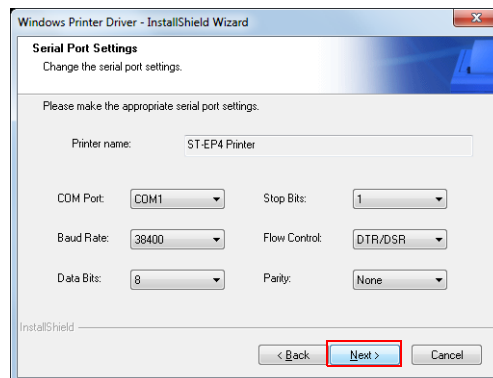 Windows Printer Driver - InstallShield Wizard
Serial Port Settings
Change the serial port settings.
Please make the appropriate serial port settings.
Printer name: ST-EP4 Printer
COM Port: COM1 Stop Bits: 1
Baud Rate: 38400 Flow Control: DTR/DSR
Data Bits: 8 Parity: None
InstallShield
< Back Next > Cancel